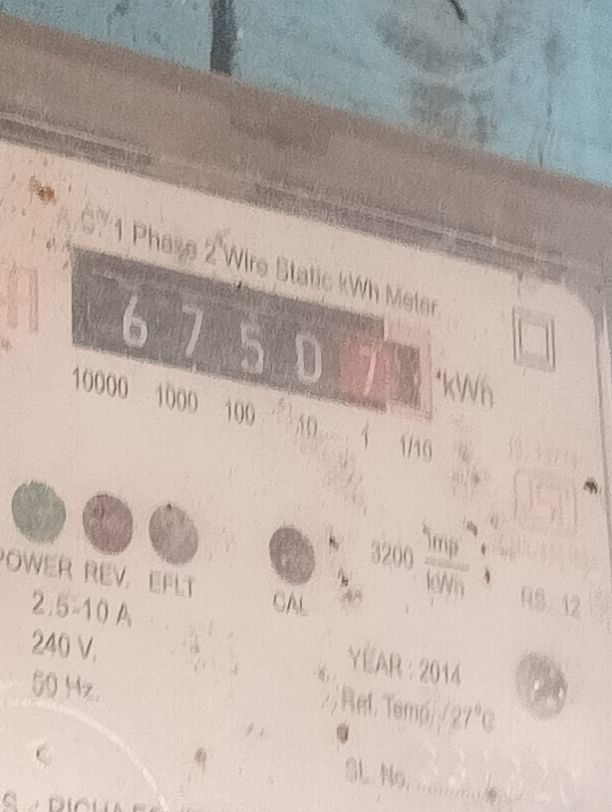 1 Phase 2 Wire Static kWh Meter
6 7 5 0 7 kWh
10000 1000 100 10 1 1/10
3200 imp/kWh
POWER REV. EFLT CAL
2.5-10 A
240 V.
50 Hz.
YEAR : 2014
Ref. Temp. 27°C
SL. No.